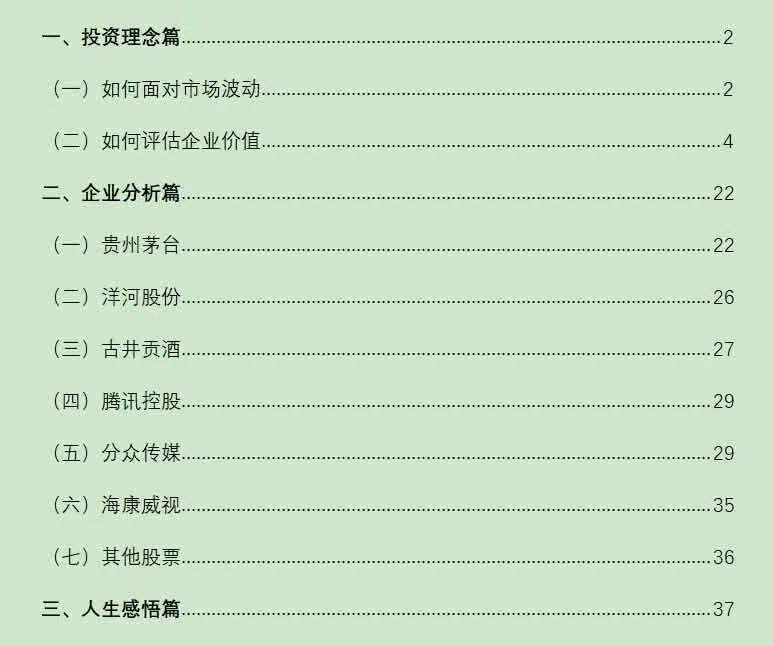 一、投资理念篇........................................2
（一）如何面对市场波动........................................2
（二）如何评估企业价值........................................4
二、企业分析篇........................................22
（一）贵州茅台........................................22
（二）洋河股份........................................26
（三）古井贡酒........................................27
（四）腾讯控股........................................29
（五）分众传媒........................................29
（六）海康威视........................................35
（七）其他股票........................................36
三、人生感悟篇........................................37